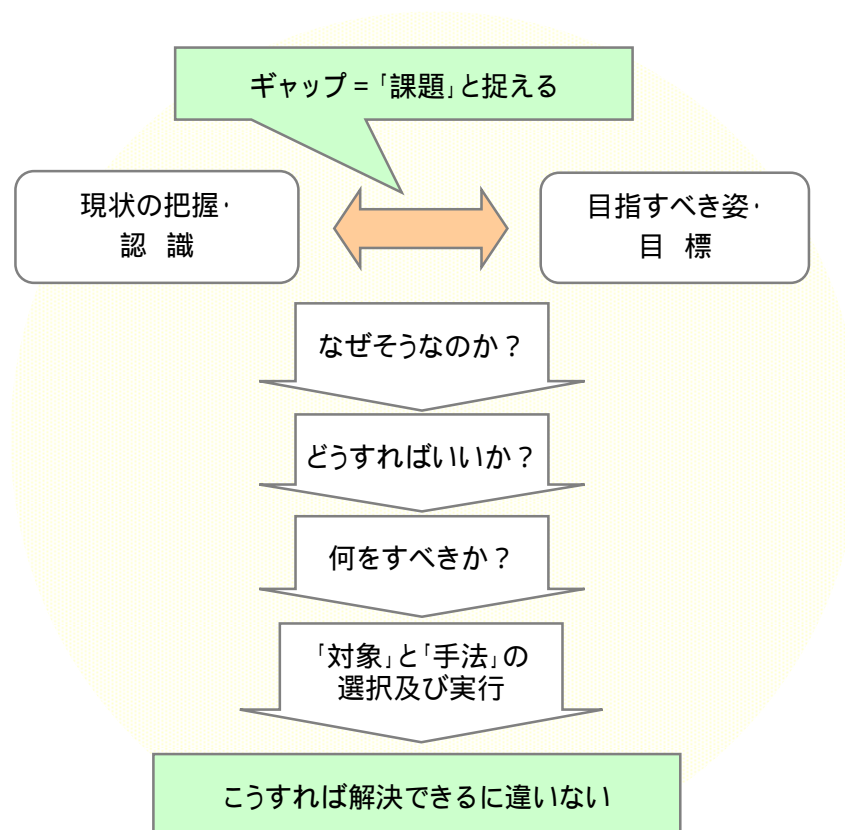 ギャップ＝「課題」と捉える
現状の把握・
認 識
目指すべき姿・
目 標
なぜそうなのか？
どうすればいいか？
何をすべきか？
「対象」と「手法」の
選択及び実行
こうすれば解決できるに違いない